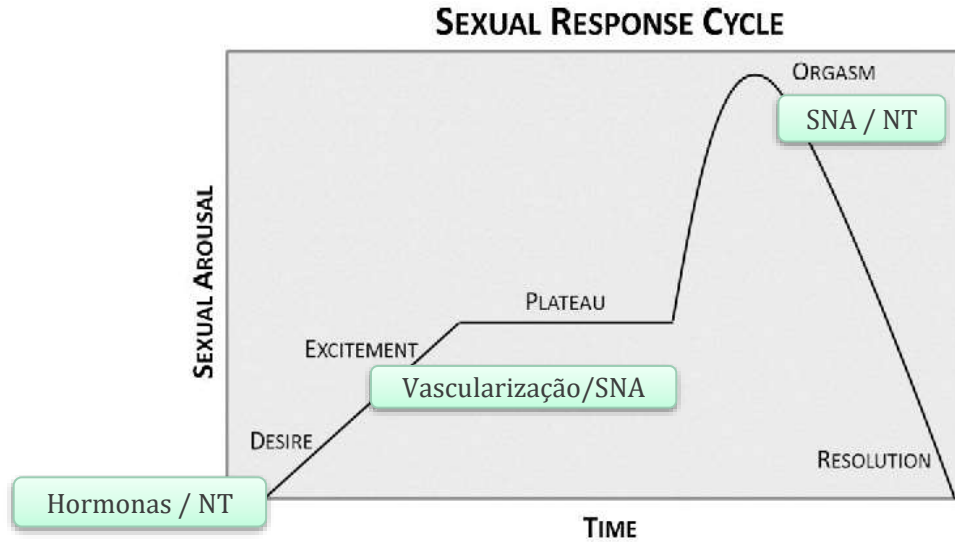 SEXUAL RESPONSE CYCLE
ORGASM
SNA / NT
SEXUAL AROUSAL
PLATEAU
EXCITEMENT
Vascularização/SNA
DESIRE
RESOLUTION
Hormonas / NT
TIME